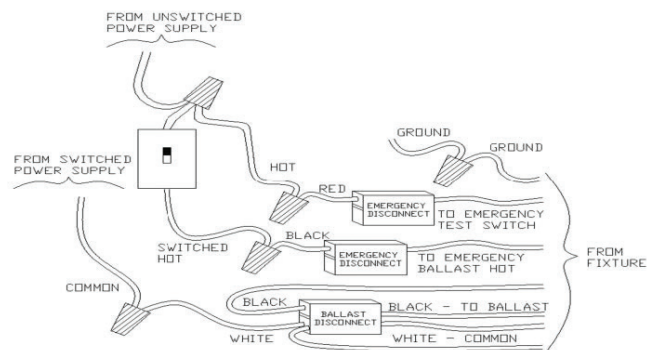 FROM UNSWITCHED
POWER SUPPLY
GROUND
GROUND
FROM SWITCHED
POWER SUPPLY
HOT
RED
EMERGENCY
DISCONNECT
TO EMERGENCY
TEST SWITCH
SWITCHED
HOT
BLACK
EMERGENCY
DISCONNECT
TO EMERGENCY
BALLAST HOT
FROM
FIXTURE
COMMON
BLACK
BALLAST
DISCONNECT
BLACK - TO BALLAST
WHITE
WHITE - COMMON